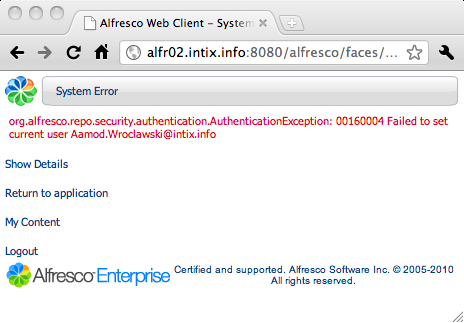 Alfresco Web Client – System
alfr02.intix.info:8080/alfresco/faces/...
System Error
org.alfresco.repo.security.authentication.AuthenticationException: 00160004 Failed to set
current user Aamod.Wroclawski@intix.info
Show Details
Return to application
My Content
Logout
Alfresco Enterprise
Certified and supported. Alfresco Software Inc. © 2005-2010
All rights reserved.